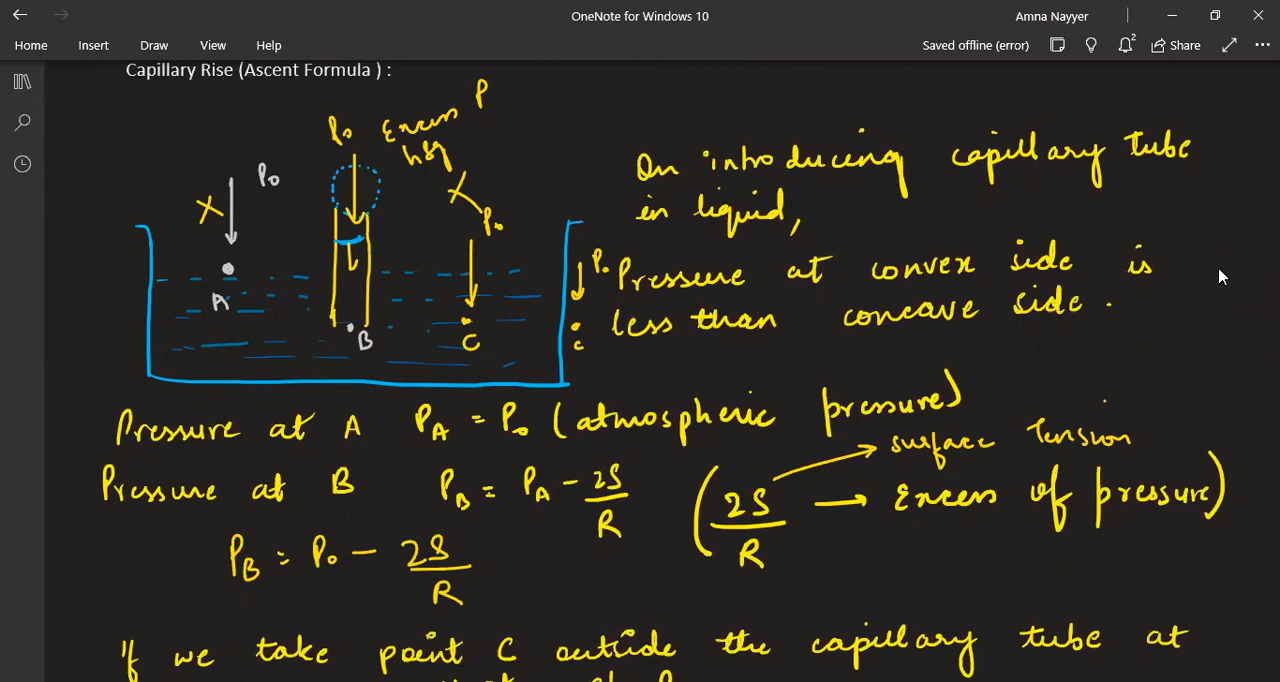 OneNote for Windows 10
Amna Nayyer
Home Insert Draw View Help
Saved offline (error)
2
Share
Capillary Rise (Ascent Formula ) :
P₀ Excess P
hρg
P₀
X
X
P₀
A
B
C
P₀
c
On introducing capillary tube
in liquid,
Pressure at convex side is
less than concave side.
Pressure at A P_A = P₀ (atmospheric pressure)
surface Tension
Pressure at B P_B = P_A - 2S/R (2S/R → Excess of pressure)
P_B = P₀ - 2S/R
If we take point C outside the capillary tube at